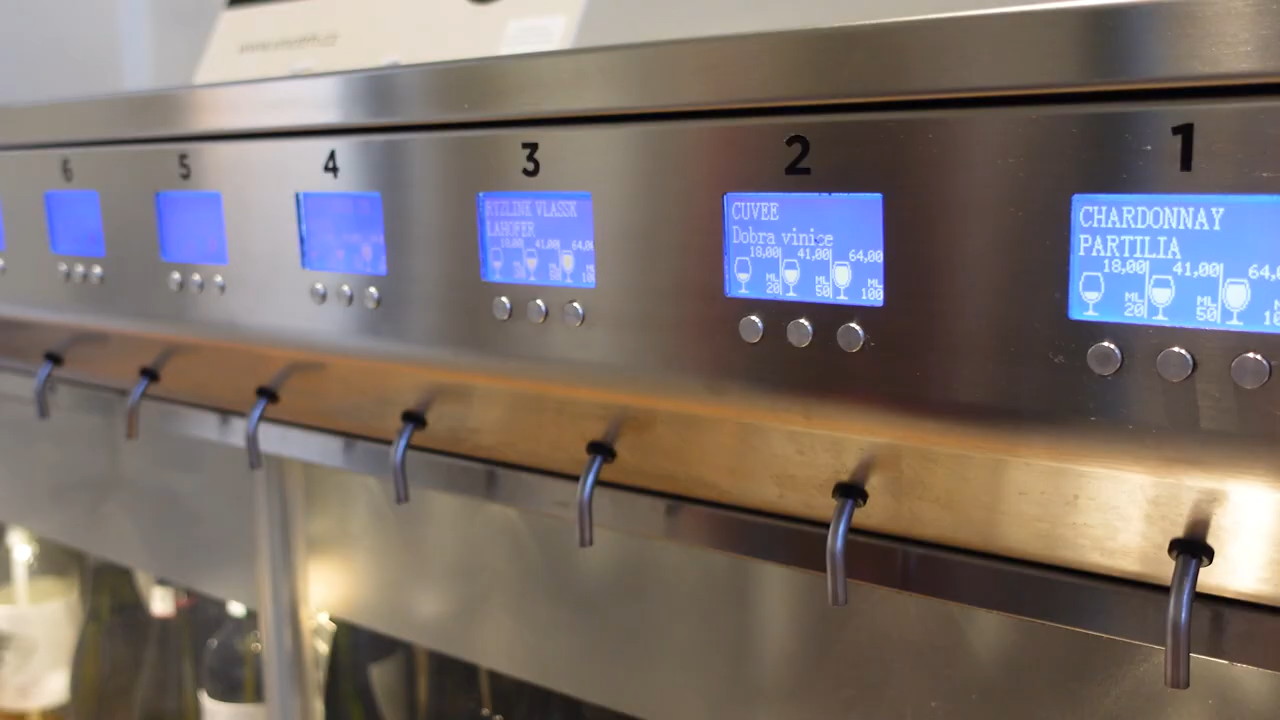 6
5
4
3
2
1
RYZLINK VLASSK
LAHOFER
18,00 41,00 64,0
CUVEE
Dobra vinice
18,00 41,00 64,00
ML 20 ML 50 ML 100
CHARDONNAY
PARTILIA
18,00 41,00 64,
ML 20 ML 50 10